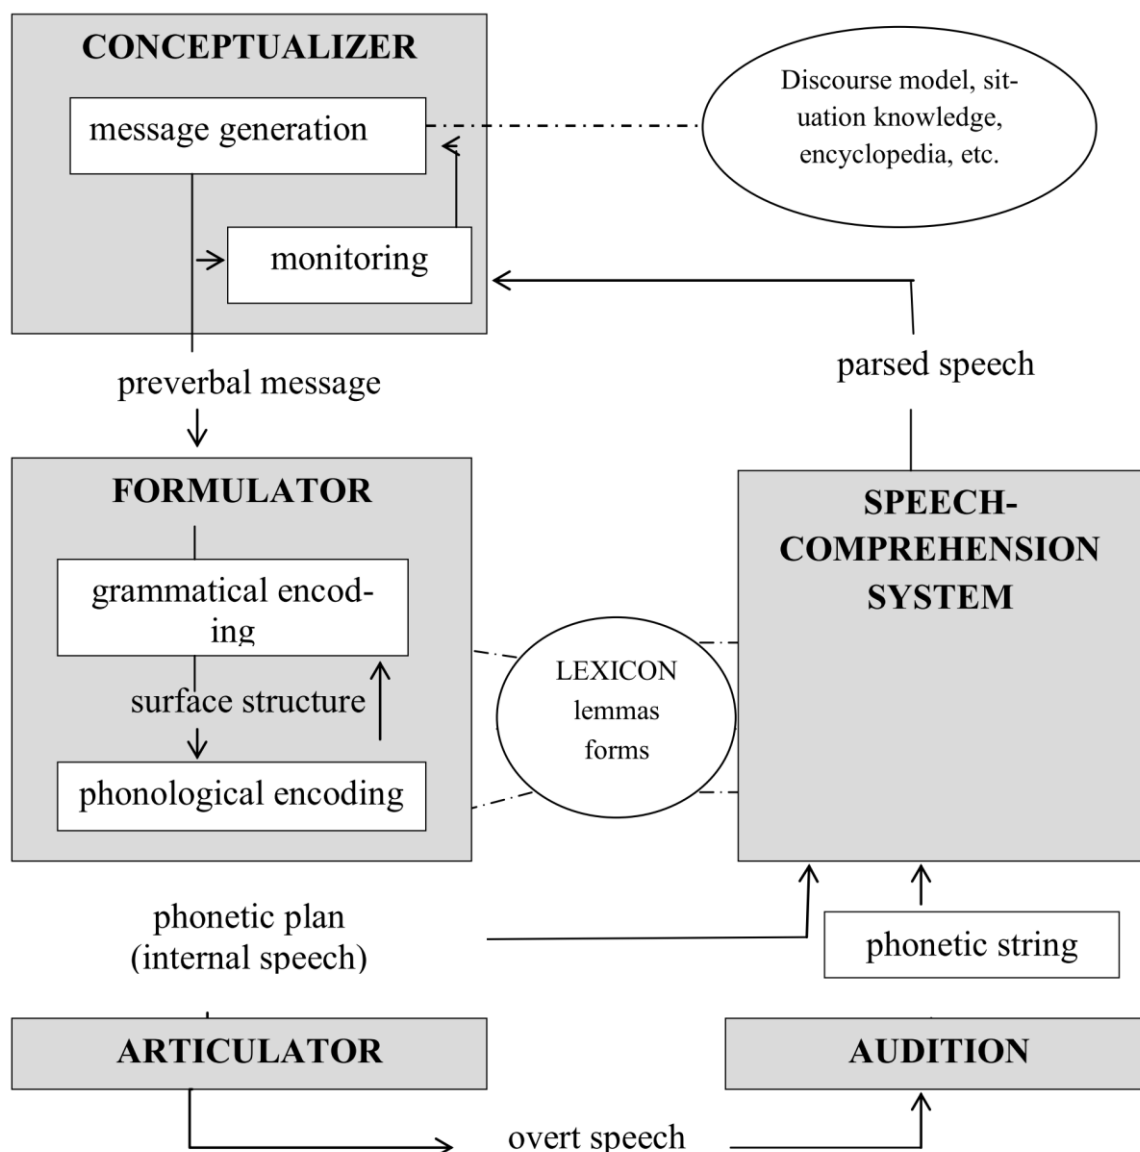 CONCEPTUALIZER
message generation
monitoring
Discourse model, sit-
uation knowledge,
encyclopedia, etc.
preverbal message
parsed speech
FORMULATOR
grammatical encod-
ing
surface structure
phonological encoding
LEXICON
lemmas
forms
SPEECH-
COMPREHENSION
SYSTEM
phonetic plan
(internal speech)
phonetic string
ARTICULATOR
AUDITION
overt speech